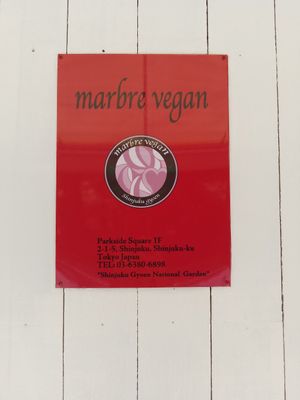 marbre vegan
marbre vegan
Shinjuku gyoen
Parkside Square 1F
2-1-5, Shinjuku, Shinjuku-ku
Tokyo Japan
TEL: 03-6380-6898
"Shinjuku Gyoen National Garden"